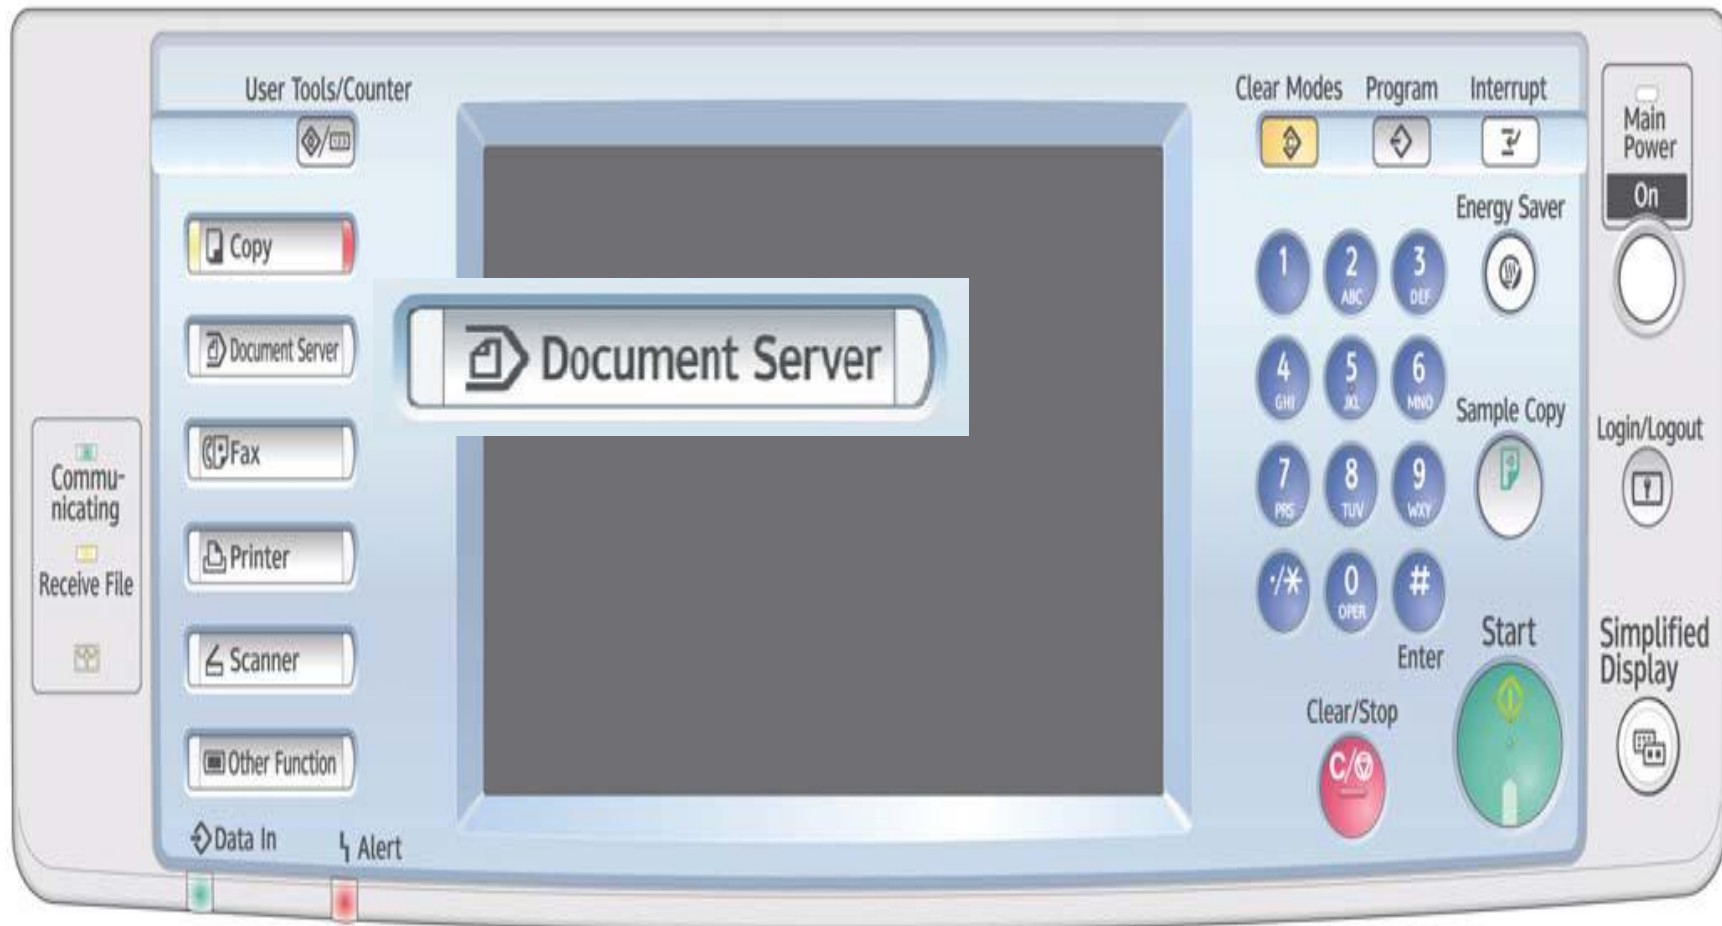 User Tools/Counter
Clear Modes
Program
Interrupt
Main
Power
On
Energy Saver
Copy
Document Server
Document Server
Fax
Printer
Scanner
Other Function
Data In
Alert
Commu-
nicating
Receive File
1
2
ABC
3
DEF
4
GHI
5
JKL
6
MNO
7
PRS
8
TUV
9
WXY
·/*
0
OPER
#
Enter
Sample Copy
Login/Logout
Start
Simplified
Display
Clear/Stop
C/